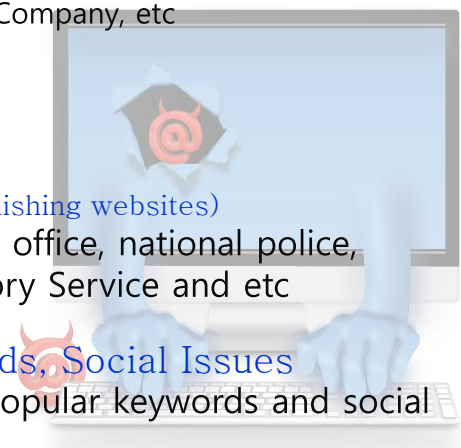 Company, etc
ishing websites)
office, national police,
ory Service and etc
ds, Social Issues
opular keywords and social